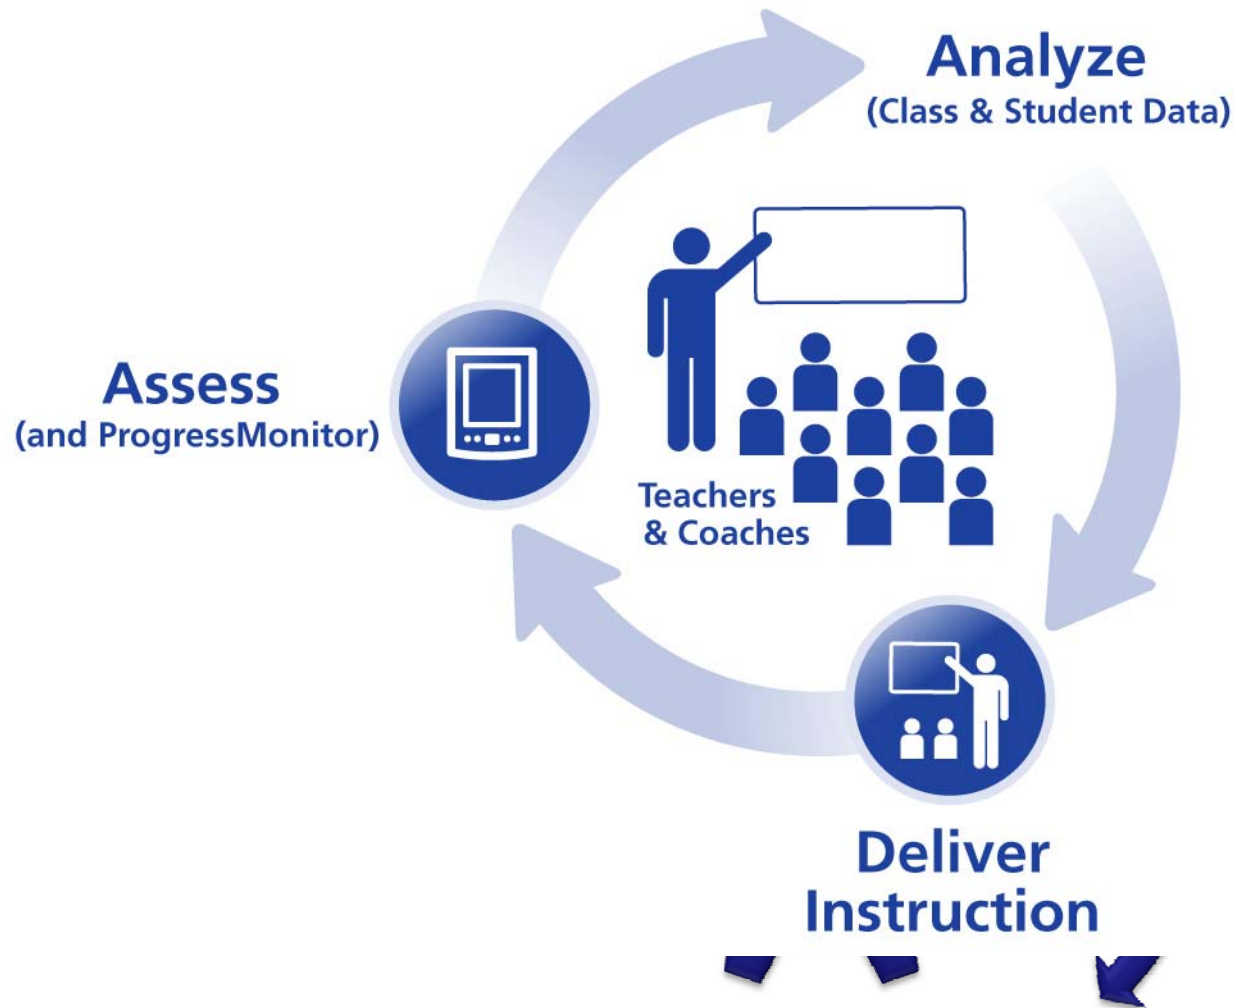 Analyze
(Class & Student Data)
Assess
(and ProgressMonitor)
Teachers
& Coaches
Deliver
Instruction